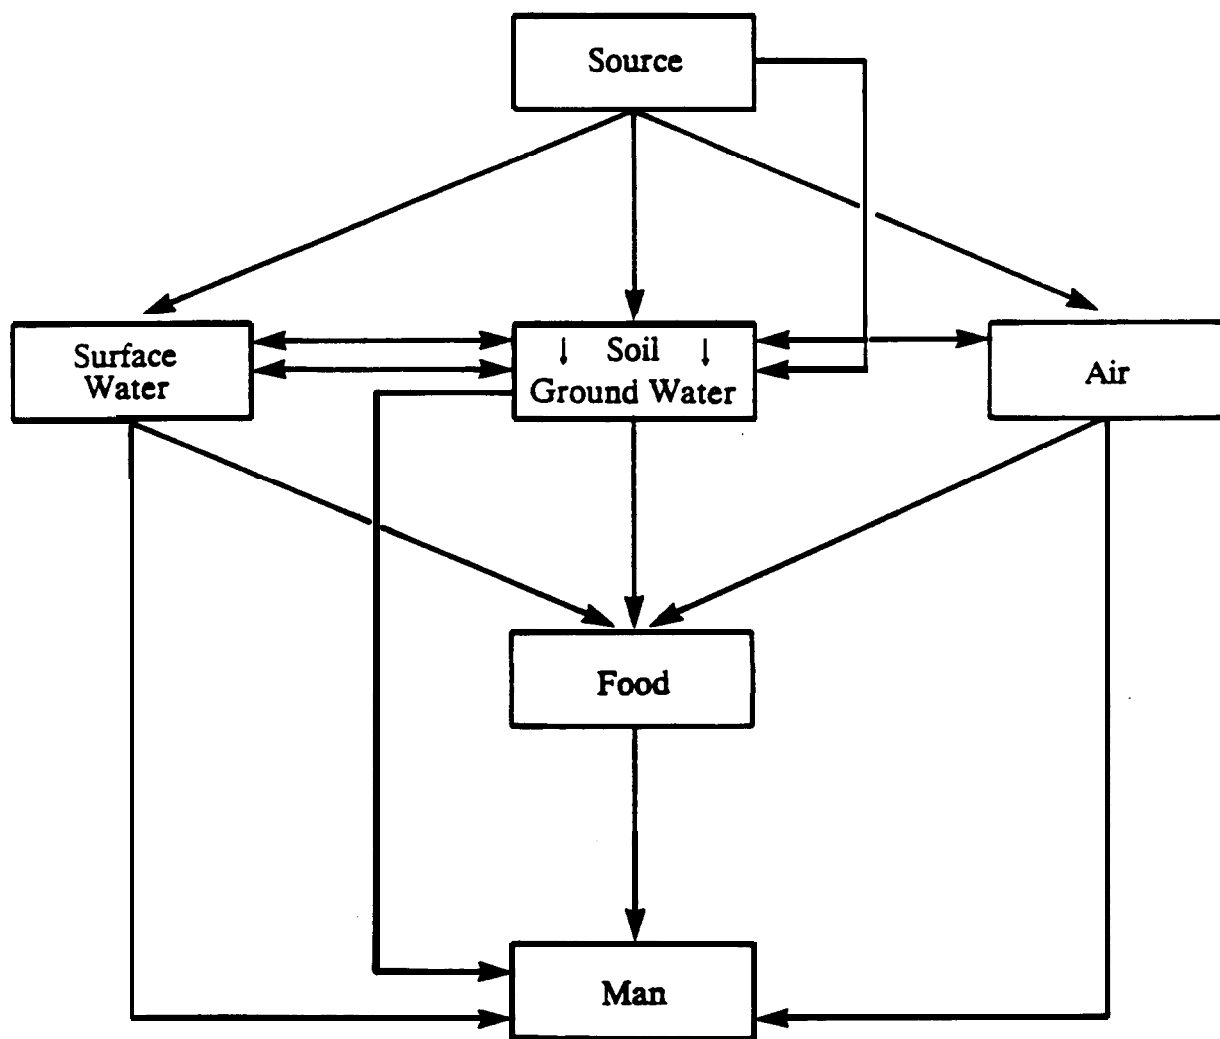 Source
Surface
Water
↓ Soil ↓
Ground Water
Air
Food
Man